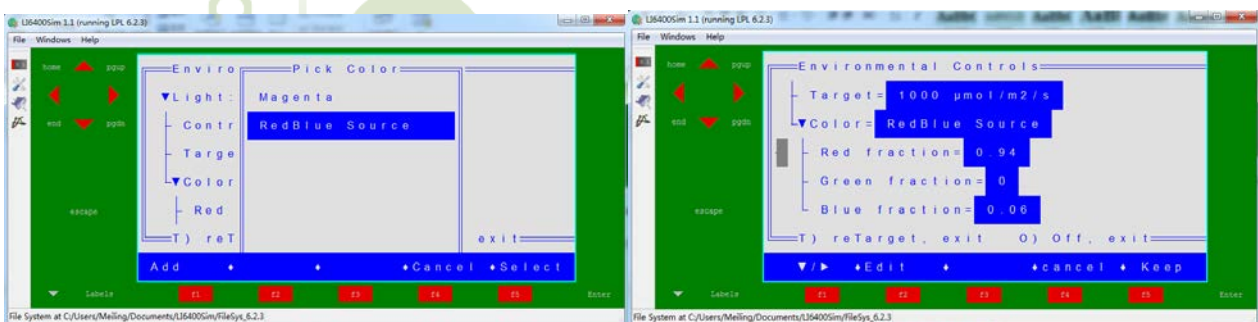 LI6400Sim 1.1 (running LPL 6.2.3)
File Windows Help
home pgup
end pgdn
escape
Enviro Pick Color
▼Light: Magenta
Contr RedBlue Source
Targe
▼Color
Red
T) reT exit
Add ♦ ♦ ♦Cancel ♦Select
Labels f1 f2 f3 f4 f5 Enter
File System at C:/Users/Meiling/Documents/LI6400Sim/FileSys_6.2.3
LI6400Sim 1.1 (running LPL 6.2.3)
File Windows Help
home pgup
end pgdn
escape
Environmental Controls
Target= 1000 µmol/m2/s
▼Color= RedBlue Source
Red fraction= 0.94
Green fraction= 0
Blue fraction= 0.06
T) reTarget, exit O) Off, exit
▼/▶ ♦Edit ♦ ♦cancel ♦ Keep
Labels f1 f2 f3 f4 f5 Enter
File System at C:/Users/Meiling/Documents/LI6400Sim/FileSys_6.2.3